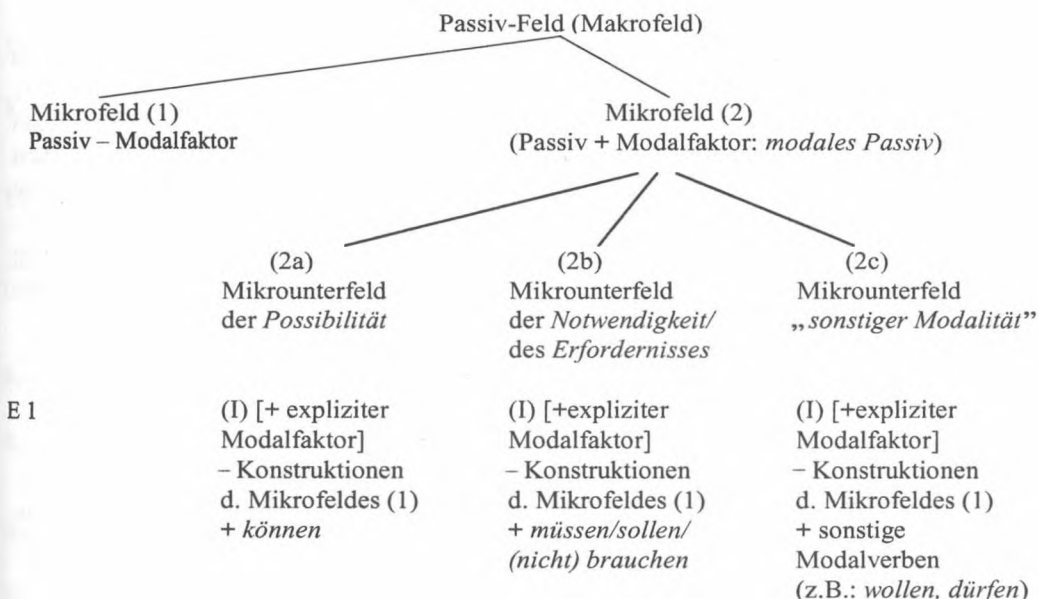 Passiv-Feld (Makrofeld)
Mikrofeld (1)
Passiv – Modalfaktor
Mikrofeld (2)
(Passiv + Modalfaktor: modales Passiv)
(2a)
Mikrounterfeld
der Possibilität
(2b)
Mikrounterfeld
der Notwendigkeit/
des Erfordernisses
(2c)
Mikrounterfeld
„sonstiger Modalität”
E 1
(I) [+ expliziter
Modalfaktor]
– Konstruktionen
d. Mikrofeldes (1)
+ können
(I) [+expliziter
Modalfaktor]
– Konstruktionen
d. Mikrofeldes (1)
+ müssen/sollen/
(nicht) brauchen
(I) [+expliziter
Modalfaktor]
– Konstruktionen
d. Mikrofeldes (1)
+ sonstige
Modalverben
(z.B.: wollen, dürfen)